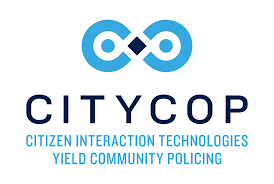 CITYCOP
CITIZEN INTERACTION TECHNOLOGIES
YIELD COMMUNITY POLICING